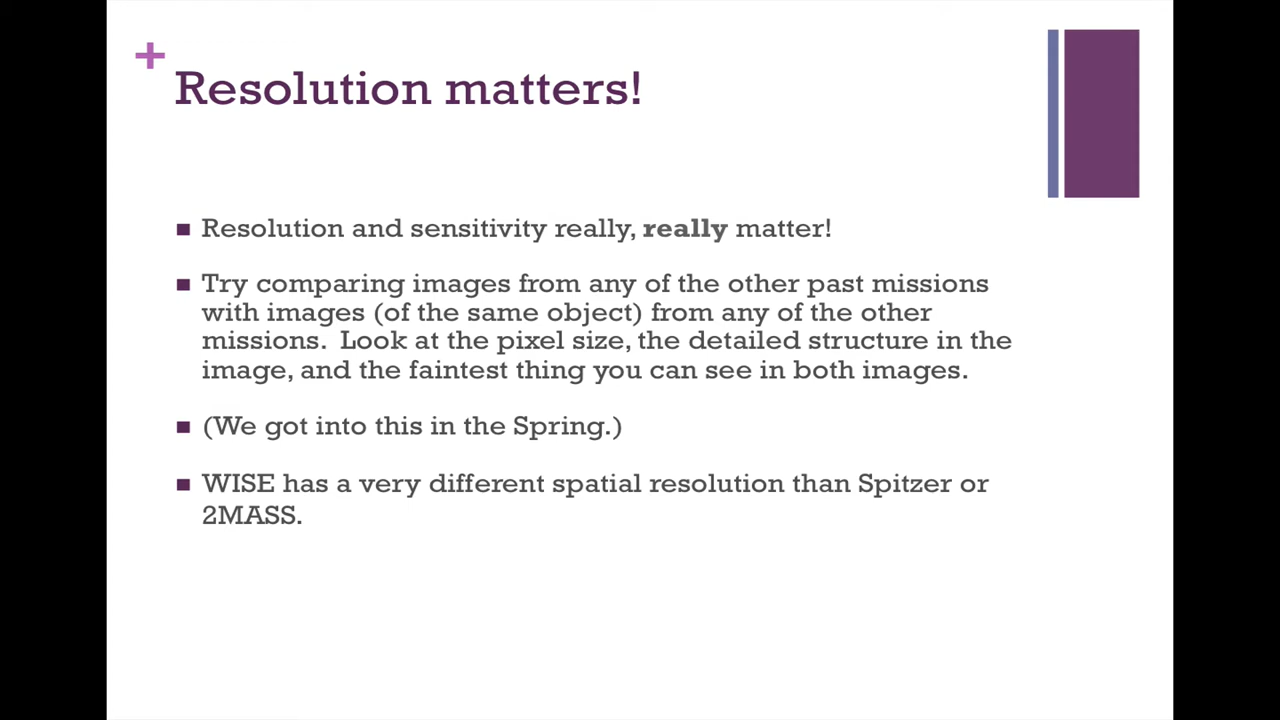 Resolution matters!
Resolution and sensitivity really, really matter!
Try comparing images from any of the other past missions
with images (of the same object) from any of the other
missions.  Look at the pixel size, the detailed structure in the
image, and the faintest thing you can see in both images.
(We got into this in the Spring.)
WISE has a very different spatial resolution than Spitzer or
2MASS.